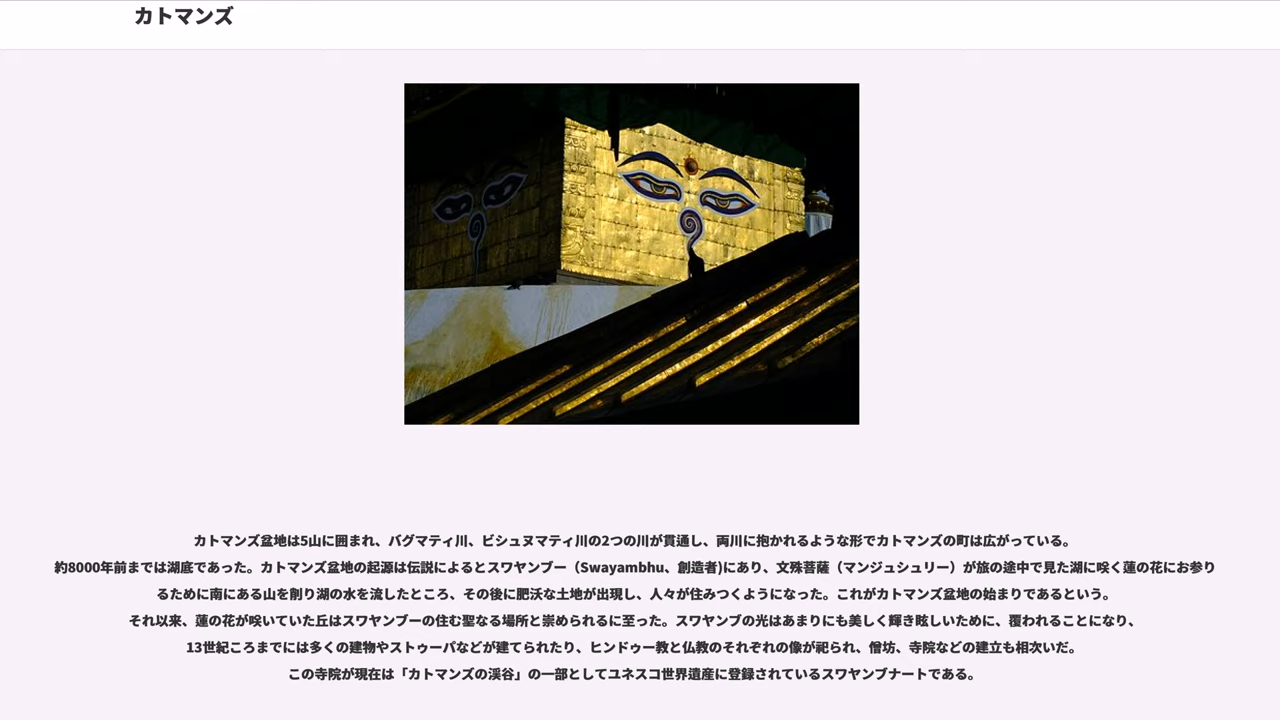 カトマンズ
カトマンズ盆地は5山に囲まれ、バグマティ川、ビシュヌマティ川の2つの川が貫通し、両川に抱かれるような形でカトマンズの町は広がっている。
約8000年前までは湖底であった。カトマンズ盆地の起源は伝説によるとスワヤンブー（Swayambhu、創造者)にあり、文殊菩薩（マンジュシュリー）が旅の途中で見た湖に咲く蓮の花にお参り
るために南にある山を削り湖の水を流したところ、その後に肥沃な土地が出現し、人々が住みつくようになった。これがカトマンズ盆地の始まりであるという。
それ以来、蓮の花が咲いていた丘はスワヤンブーの住む聖なる場所と崇められるに至った。スワヤンブの光はあまりにも美しく輝き眩しいために、覆われることになり、
13世紀ころまでには多くの建物やストゥーパなどが建てられたり、ヒンドゥー教と仏教のそれぞれの像が祀られ、僧坊、寺院などの建立も相次いだ。
この寺院が現在は「カトマンズの渓谷」の一部としてユネスコ世界遺産に登録されているスワヤンブナートである。